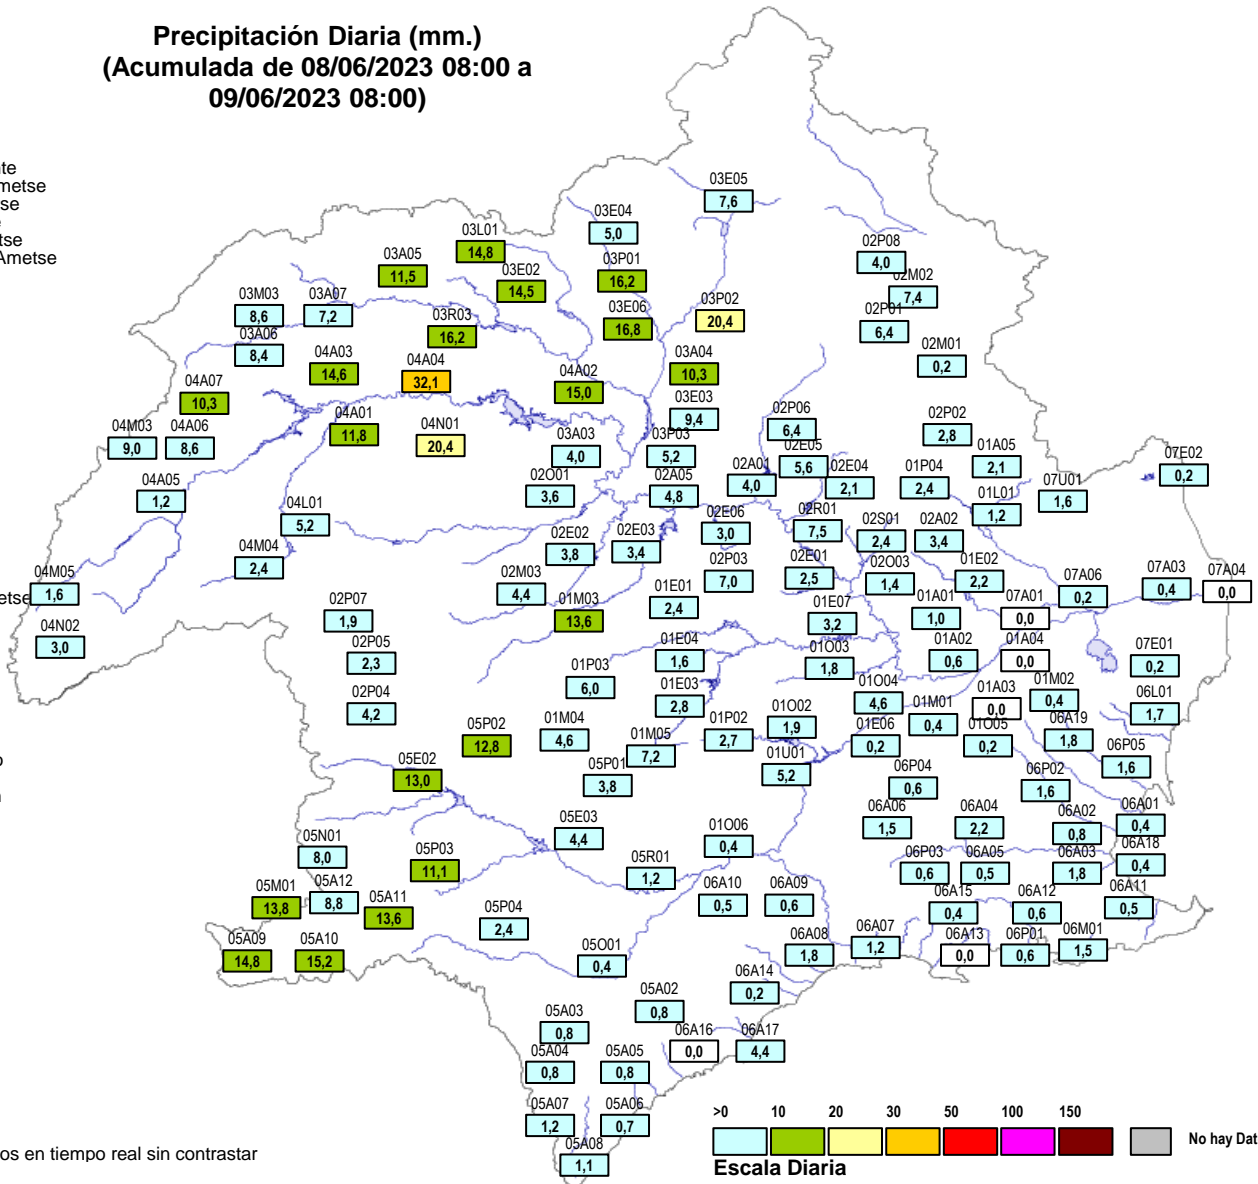 Precipitación Diaria (mm.)
(Acumulada de 08/06/2023 08:00 a
09/06/2023 08:00)
nte
metse
tse
e
tse
Ametse
03E05
7,6
03E04
5,0
03L01
14,8
02P08
4,0
03A05
11,5
03P01
16,2
03E02
14,5
02M02
7,4
03M03
8,6
03A07
7,2
03P02
20,4
03E06
16,8
02P01
6,4
03R03
16,2
03A06
8,4
02M01
0,2
04A03
14,6
04A04
32,1
03A04
10,3
04A02
15,0
04A07
10,3
03E03
9,4
04A01
11,8
04N01
20,4
02P06
6,4
02P02
2,8
04M03
9,0
04A06
8,6
03A03
4,0
03P03
5,2
02E05
5,6
01A05
2,1
07E02
0,2
04A05
1,2
02O01
3,6
02A05
4,8
02A01
4,0
02E04
2,1
01P04
2,4
07U01
1,6
04L01
5,2
01L01
1,2
02E06
3,0
02R01
7,5
02S01
2,4
02A02
3,4
02E02
3,8
02E03
3,4
04M04
2,4
02P03
7,0
02E01
2,5
02O03
1,4
01E02
2,2
04M05
1,6
etse
02M03
4,4
07A06
0,2
07A03
0,4
07A04
0,0
01E01
2,4
01M03
13,6
02P07
1,9
01E07
3,2
01A01
1,0
07A01
0,0
04N02
3,0
02P05
2,3
01E04
1,6
01O03
1,8
01A02
0,6
01A04
0,0
07E01
0,2
01P03
6,0
01E03
2,8
01O04
4,6
01A03
0,0
01M02
0,4
06L01
1,7
02P04
4,2
01M04
4,6
01P02
2,7
01O02
1,9
01M01
0,4
05P02
12,8
01M05
7,2
01E06
0,2
01O05
0,2
06A19
1,8
05E02
13,0
05P01
3,8
01U01
5,2
06P04
0,6
06P02
1,6
06P05
1,6
o
05E03
4,4
06A06
1,5
06A04
2,2
06A02
0,8
06A01
0,4
05N01
8,0
01O06
0,4
05P03
11,1
05R01
1,2
06P03
0,6
06A05
0,5
06A03
1,8
06A18
0,4
05M01
13,8
05A12
8,8
05A11
13,6
06A10
0,5
06A09
0,6
06A15
0,4
06A12
0,6
06A11
0,5
05P04
2,4
05A09
14,8
05A10
15,2
05O01
0,4
06A08
1,8
06A07
1,2
06A13
0,0
06P01
0,6
06M01
1,5
06A14
0,2
05A02
0,8
05A03
0,8
06A16
0,0
06A17
4,4
05A04
0,8
05A05
0,8
05A07
1,2
05A06
0,7
05A08
1,1
>0 10 20 30 50 100 150
No hay Dat
Escala Diaria
os en tiempo real sin contrastar